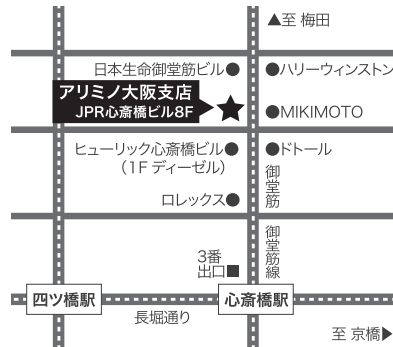 ▲至 梅田
日本生命御堂筋ビル●
●ハリーウィンストン
アリミノ大阪支店
JPR心斎橋ビル8F
★
●MIKIMOTO
ヒューリック心斎橋ビル●
（1F ディーゼル）
●ドトール
御堂筋
ロレックス●
御堂筋線
3番
出口■
四ツ橋駅
心斎橋駅
長堀通り
至 京橋▶